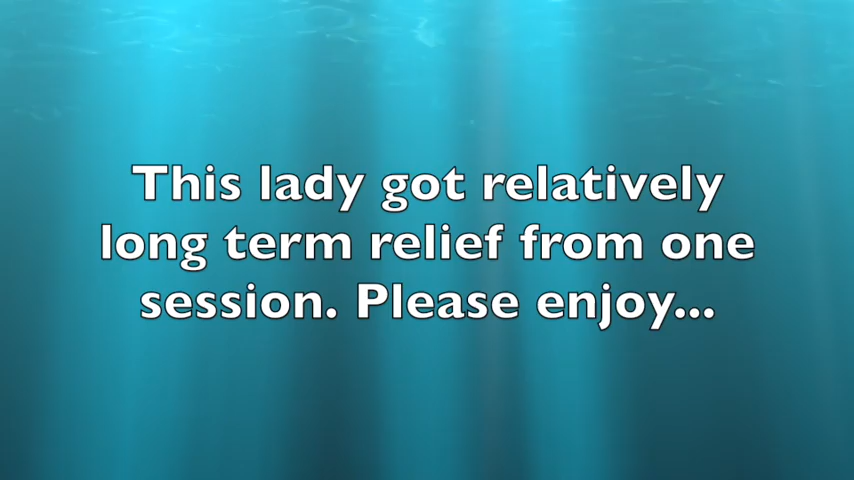 This lady got relatively
long term relief from one
session. Please enjoy...